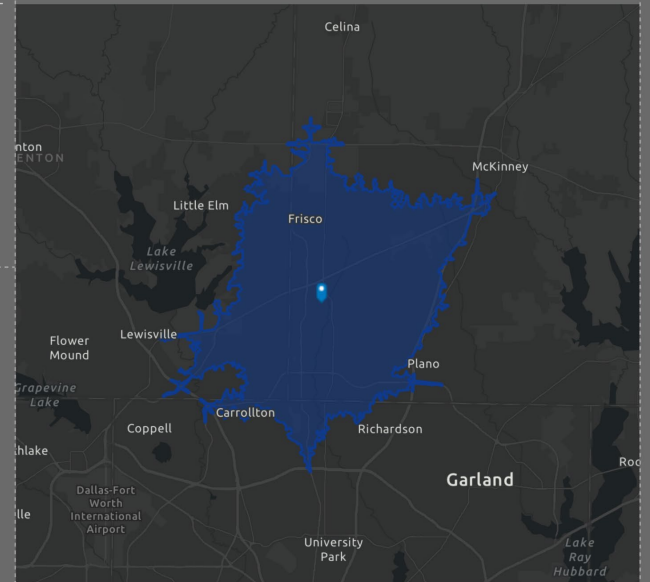 Celina
nton
ENTON
McKinney
Little Elm
Frisco
Lake
Lewisville
Lewisville
Flower
Mound
Plano
Grapevine
Lake
Carrollton
Coppell
Richardson
hlake
Roc
Garland
Dallas-Fort
Worth
International
Airport
lle
University
Park
Lake
Ray
Hubbard